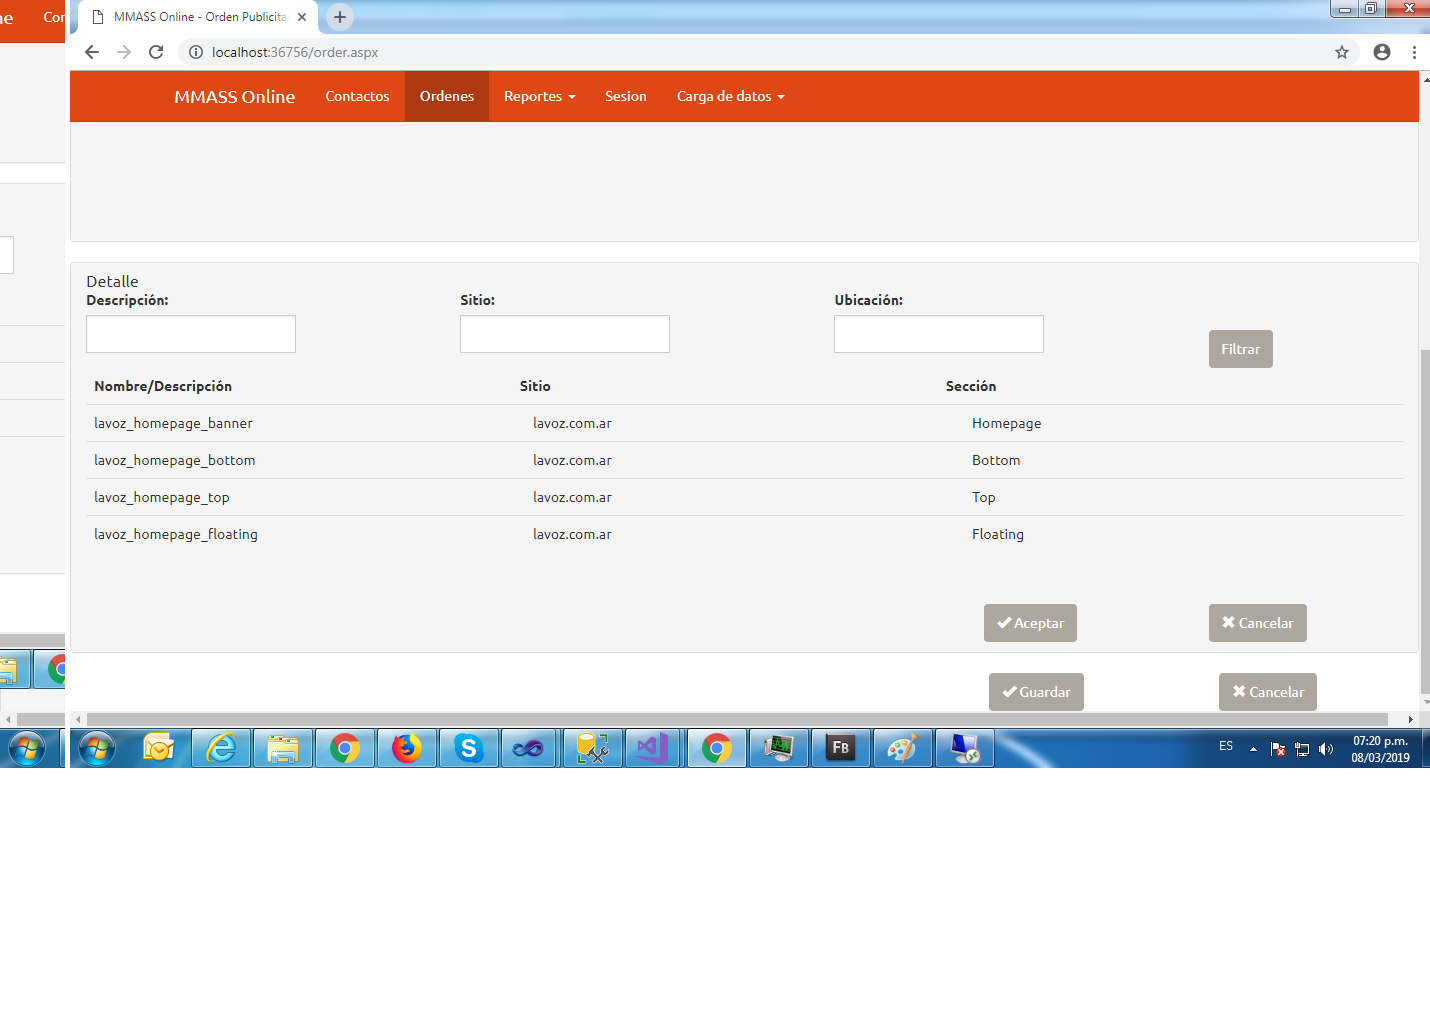 ne
Cor
MMASS Online - Orden Publicita
localhost:36756/order.aspx
MMASS Online
Contactos
Ordenes
Reportes
Sesion
Carga de datos
Detalle
Descripción:
Sitio:
Ubicación:
Filtrar
Nombre/Descripción
Sitio
Sección
lavoz_homepage_banner
lavoz.com.ar
Homepage
lavoz_homepage_bottom
lavoz.com.ar
Bottom
lavoz_homepage_top
lavoz.com.ar
Top
lavoz_homepage_floating
lavoz.com.ar
Floating
Aceptar
Cancelar
Guardar
Cancelar
FB
ES
07:20 p.m.
08/03/2019